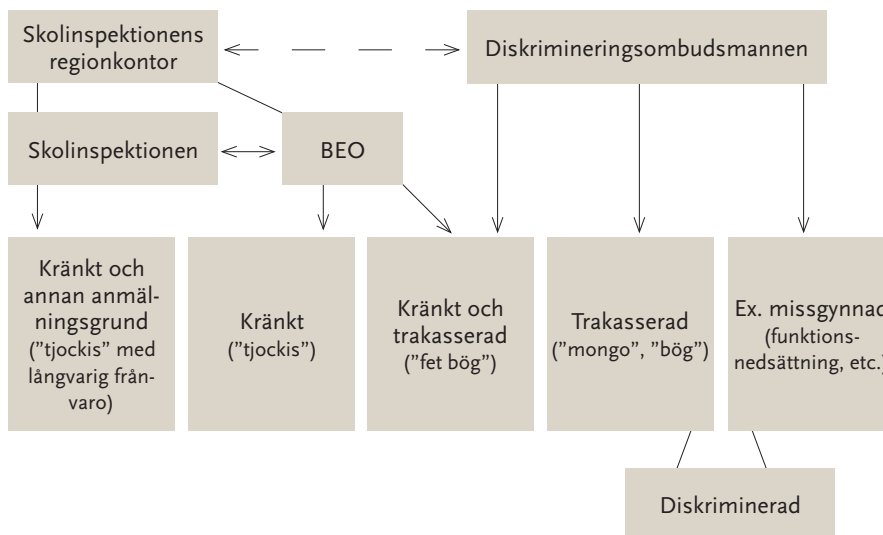 Skolinspektionens
regionkontor
Diskrimineringsombudsmannen
Skolinspektionen
BEO
Kränkt och
annan anmäl-
ningsgrund
(”tjockis” med
långvarig från-
varo)
Kränkt
(”tjockis”)
Kränkt och
trakasserad
(”fet bög”)
Trakasserad
(”mongo”, ”bög”)
Ex. missgynnad
(funktions-
nedsättning, etc.)
Diskriminerad